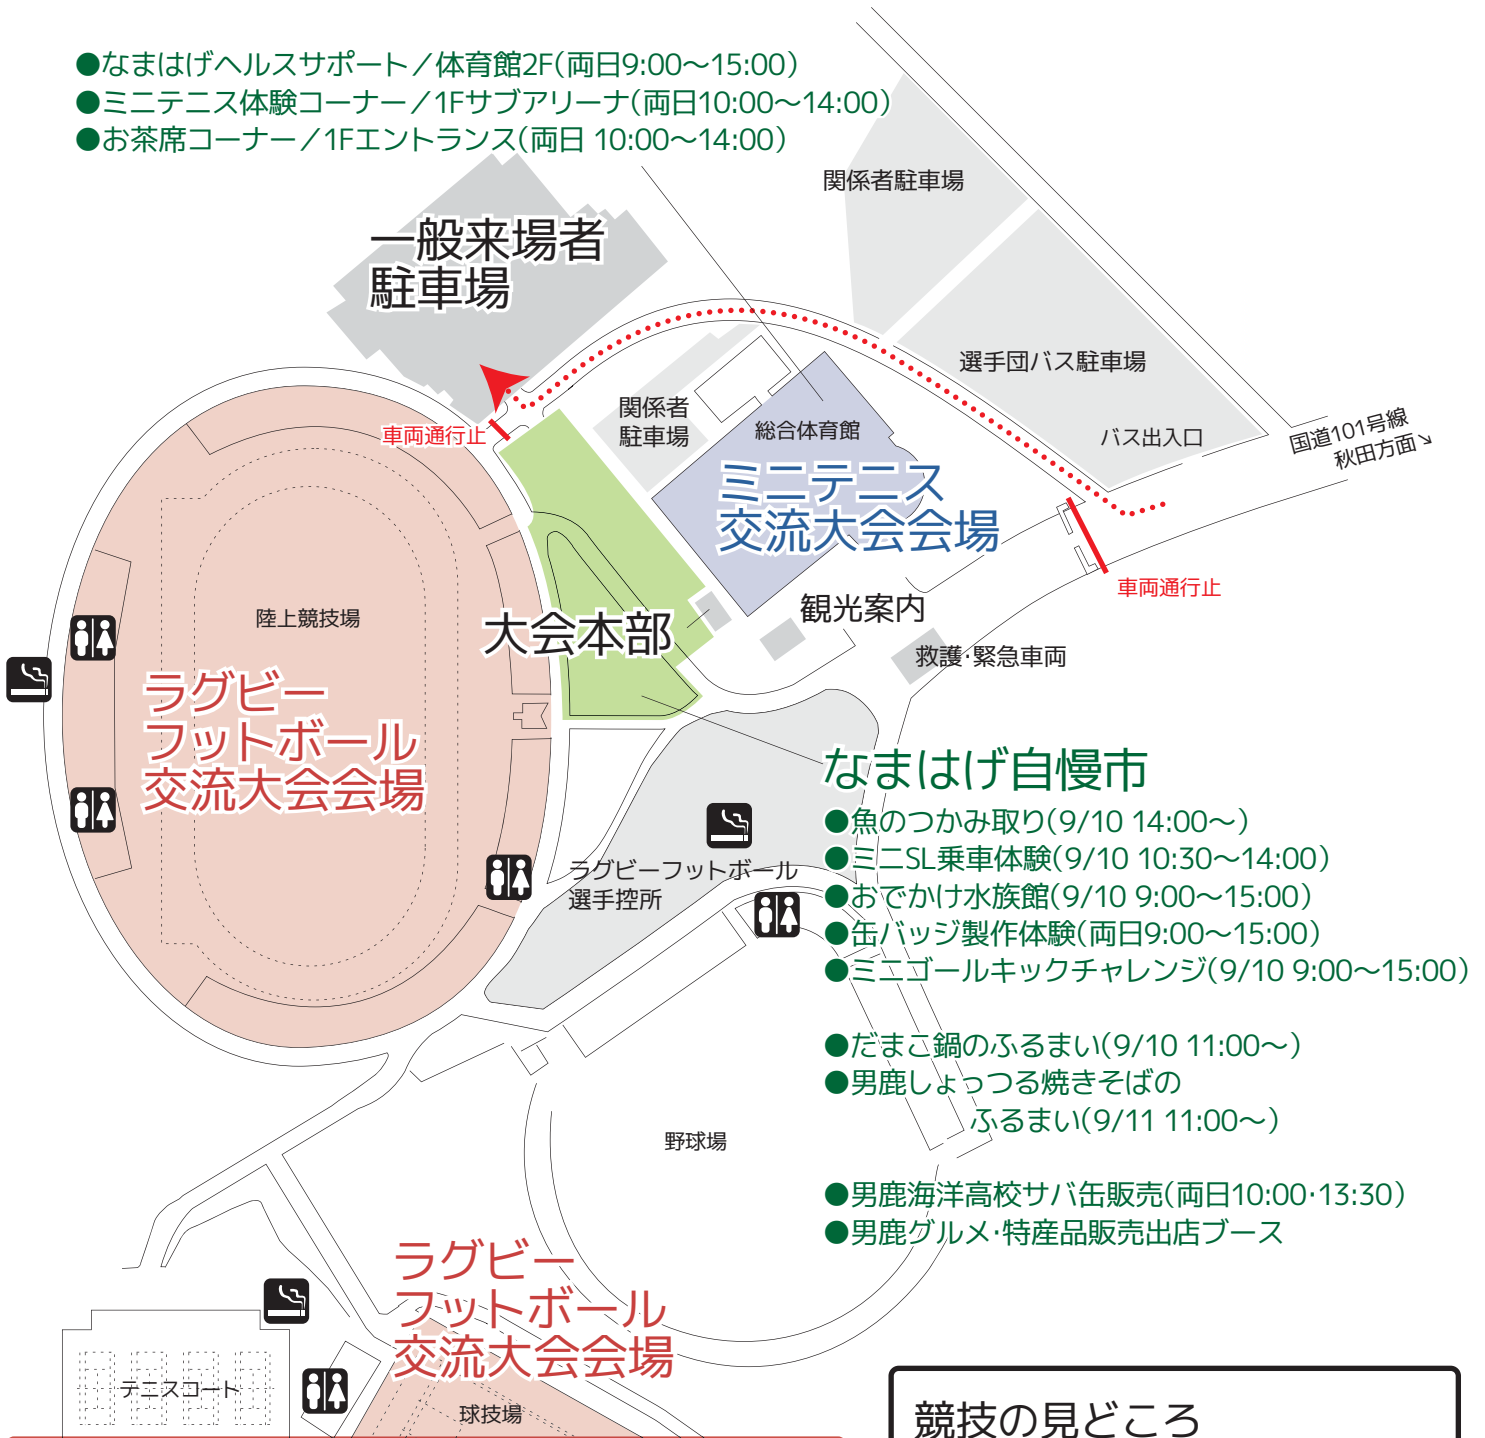 ●なまはげヘルスサポート／体育館2F(両日9:00〜15:00)
●ミニテニス体験コーナー／1Fサブアリーナ(両日10:00〜14:00)
●お茶席コーナー／1Fエントランス(両日 10:00〜14:00)
関係者駐車場
一般来場者
駐車場
選手団バス駐車場
関係者
駐車場
車両通行止
総合体育館
バス出入口
国道101号線
秋田方面↘
ミニテニス
交流大会会場
車両通行止
観光案内
陸上競技場
大会本部
救護・緊急車両
ラグビー
フットボール
交流大会会場
なまはげ自慢市
●魚のつかみ取り(9/10 14:00〜)
●ミニSL乗車体験(9/10 10:30〜14:00)
●おでかけ水族館(9/10 9:00〜15:00)
●缶バッジ製作体験(両日9:00〜15:00)
●ミニゴールキックチャレンジ(9/10 9:00〜15:00)
ラグビーフットボール
選手控所
●だまこ鍋のふるまい(9/10 11:00〜)
●男鹿しょっつる焼きそばの
ふるまい(9/11 11:00〜)
野球場
●男鹿海洋高校サバ缶販売(両日10:00・13:30)
●男鹿グルメ・特産品販売出店ブース
ラグビー
フットボール
交流大会会場
テニスコート
球技場
競技の見どころ